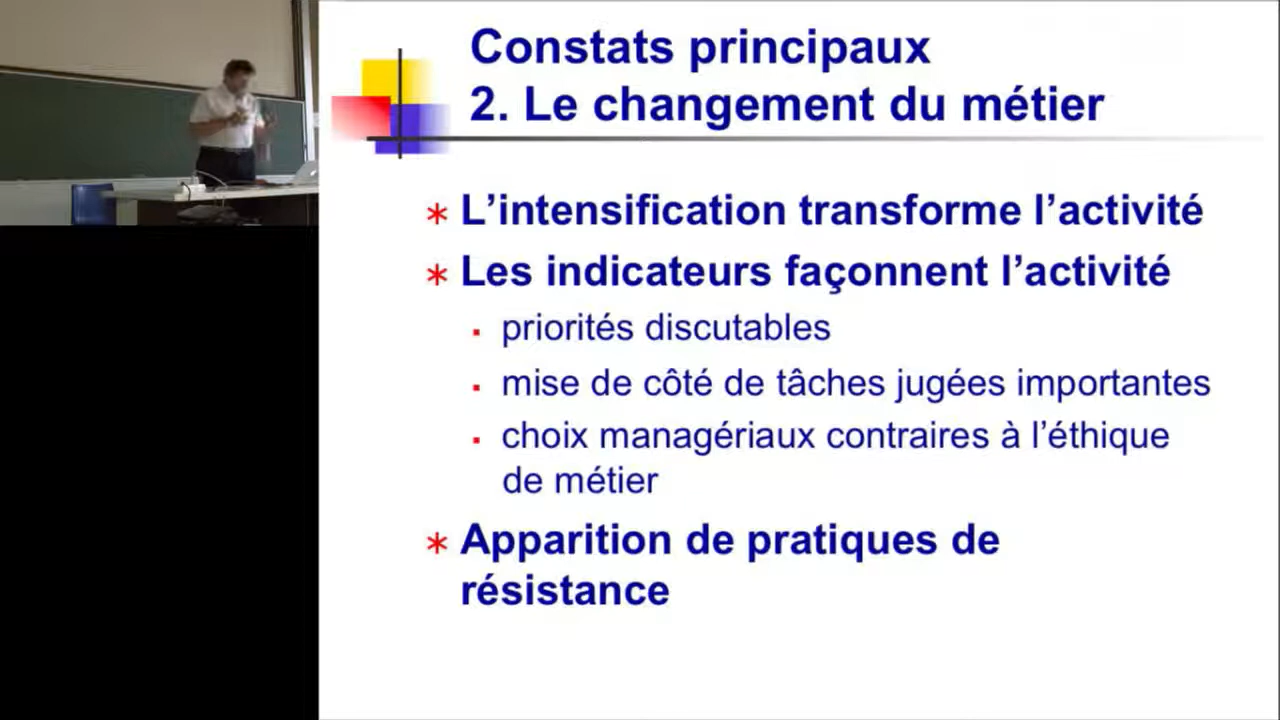 Constats principaux
2. Le changement du métier
* L’intensification transforme l’activité
* Les indicateurs façonnent l’activité
▪ priorités discutables
▪ mise de côté de tâches jugées importantes
▪ choix managériaux contraires à l’éthique
de métier
* Apparition de pratiques de
résistance